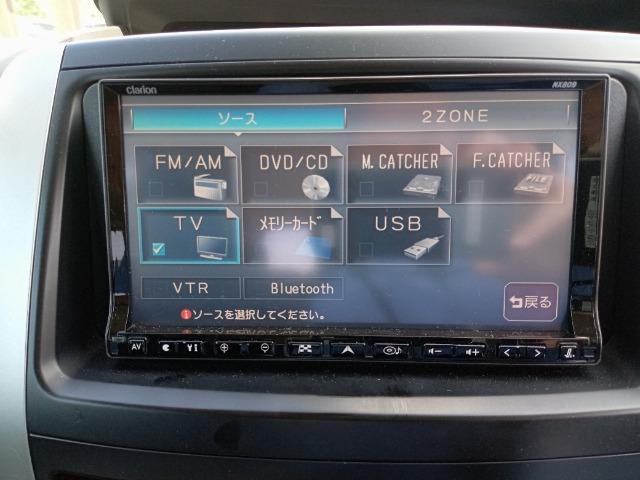 clarion NX809
ソース 2ZONE
FM/AM DVD/CD M.CATCHER F.CATCHER
TV メモリーカード USB
VTR Bluetooth
ソースを選択してください。
戻る
AV